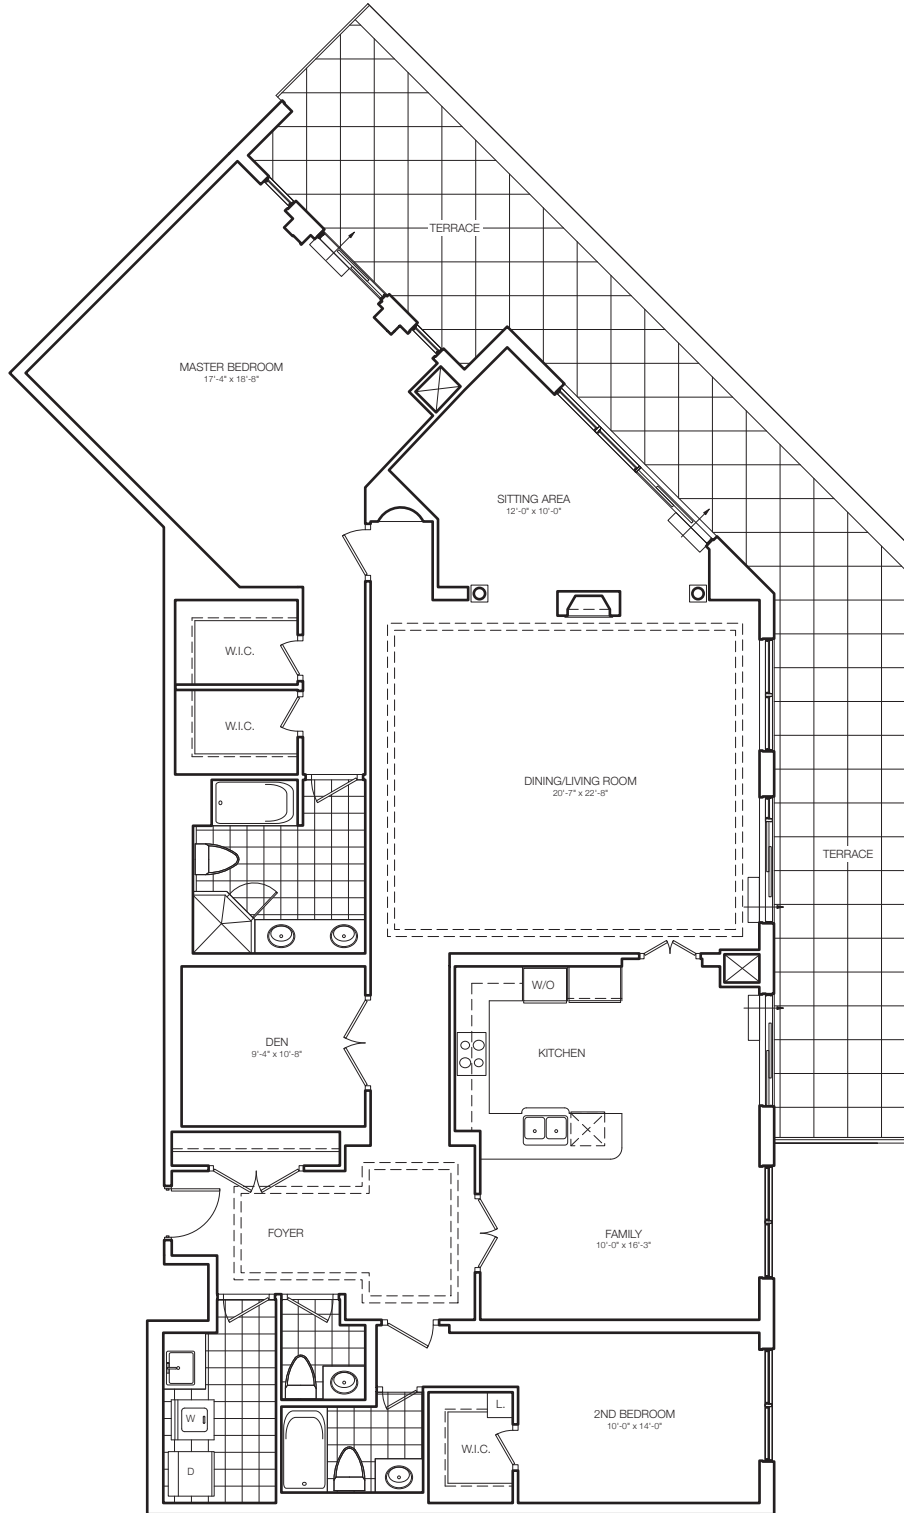 TERRACE
MASTER BEDROOM
17'-4" x 18'-8"
SITTING AREA
12'-0" x 10'-0"
W.I.C.
W.I.C.
DINING/LIVING ROOM
20'-7" x 22'-8"
TERRACE
W/O
DEN
9'-4" x 10'-8"
KITCHEN
FOYER
FAMILY
10'-0" x 16'-3"
L.
2ND BEDROOM
10'-0" x 14'-0"
W
W.I.C.
D